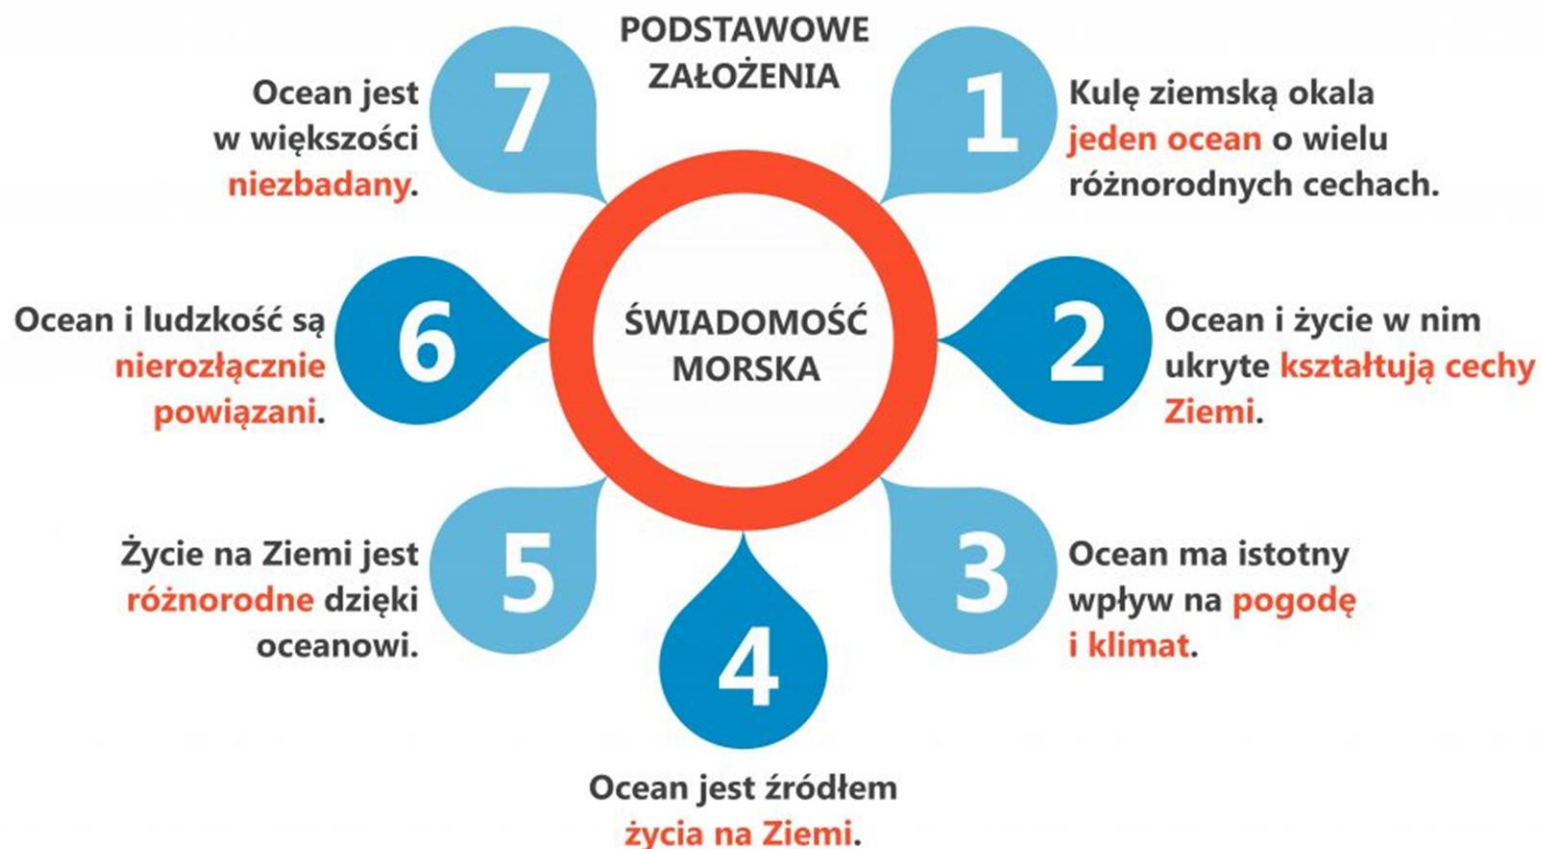 PODSTAWOWE
ZAŁOŻENIA
1
Kulę ziemską okala
jeden ocean o wielu
różnorodnych cechach.
2
Ocean i życie w nim
ukryte kształtują cechy
Ziemi.
3
Ocean ma istotny
wpływ na pogodę
i klimat.
4
Ocean jest źródłem
życia na Ziemi.
5
Życie na Ziemi jest
różnorodne dzięki
oceanowi.
6
Ocean i ludzkość są
nierozłącznie
powiązani.
7
Ocean jest
w większości
niezbadany.
ŚWIADOMOŚĆ
MORSKA